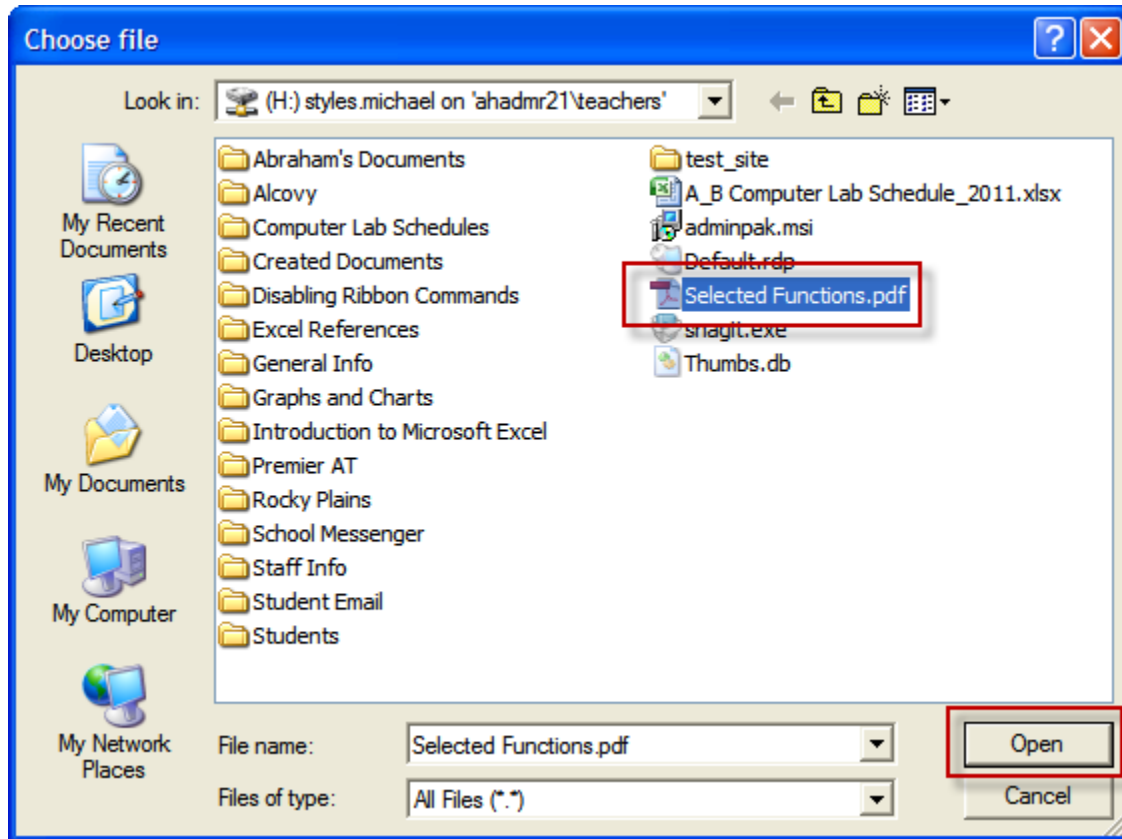 Choose file
Look in: (H:) styles.michael on 'ahadmr21\teachers'
My Recent
Documents
Desktop
My Documents
My Computer
My Network
Places
Abraham's Documents
Alcovy
Computer Lab Schedules
Created Documents
Disabling Ribbon Commands
Excel References
General Info
Graphs and Charts
Introduction to Microsoft Excel
Premier AT
Rocky Plains
School Messenger
Staff Info
Student Email
Students
test_site
A_B Computer Lab Schedule_2011.xlsx
adminpak.msi
Default.rdp
Selected Functions.pdf
snagit.exe
Thumbs.db
File name: Selected Functions.pdf Open
Files of type: All Files (*.*) Cancel